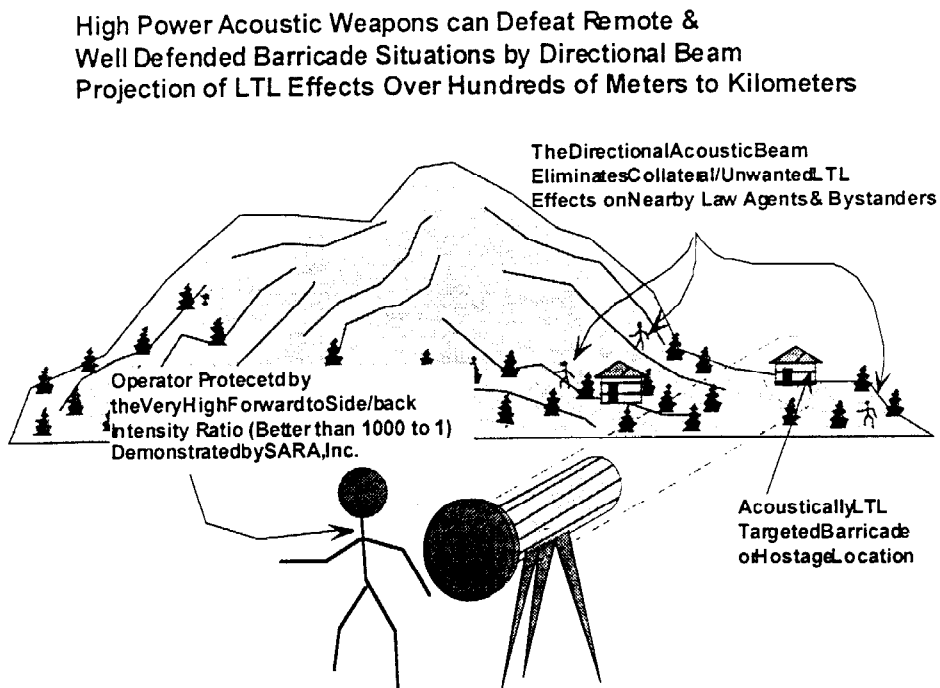 High Power Acoustic Weapons can Defeat Remote &
Well Defended Barricade Situations by Directional Beam
Projection of LTL Effects Over Hundreds of Meters to Kilometers
TheDirectionalAcousticBeam
EliminatesCollateral/UnwantedLTL
Effects onNearby Law Agents& Bystanders
Operator Protecetdby
theVeryHighForwardtoSide/back
Intensity Ratio (Better than 1000 to 1)
DemonstratedbySARA,Inc.
AcousticallyLTL
TargetedBarricade
orHostageLocation